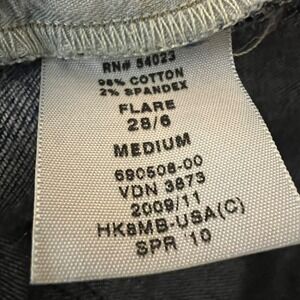 RN# 54023
98% COTTON
2% SPANDEX
FLARE
28/6
MEDIUM
690508-00
VDN 3873
2009/11
HK8MB-USA(C)
SPR '10